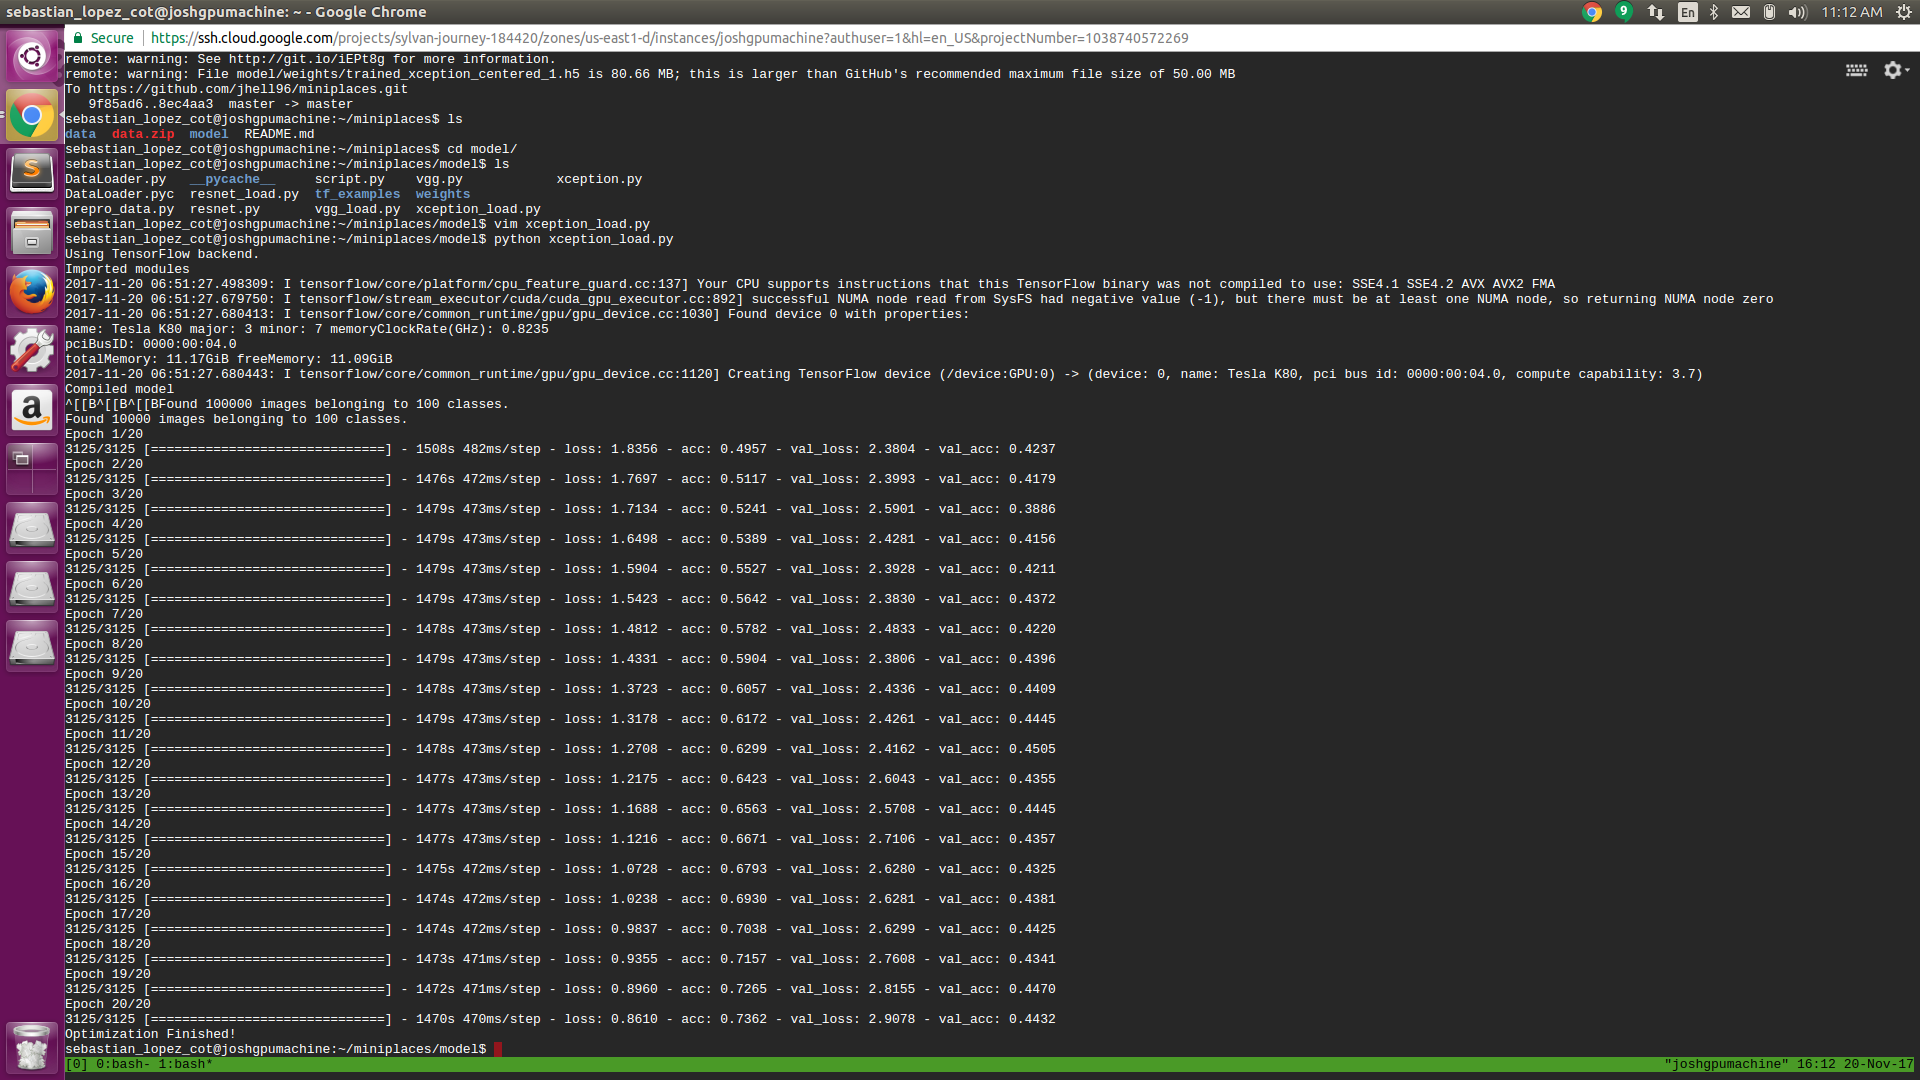 sebastian_lopez_cot@joshgpumachine: ~ - Google Chrome
9 En 11:12 AM
Secure https://ssh.cloud.google.com/projects/sylvan-journey-184420/zones/us-east1-d/instances/joshgpumachine?authuser=1&hl=en_US&projectNumber=1038740572269
remote: warning: See http://git.io/iEPt8g for more information.
remote: warning: File model/weights/trained_xception_centered_1.h5 is 80.66 MB; this is larger than GitHub's recommended maximum file size of 50.00 MB
To https://github.com/jhell96/miniplaces.git
   9f85ad6..8ec4aa3  master -> master
sebastian_lopez_cot@joshgpumachine:~/miniplaces$ ls
data  data.zip  model  README.md
sebastian_lopez_cot@joshgpumachine:~/miniplaces$ cd model/
sebastian_lopez_cot@joshgpumachine:~/miniplaces/model$ ls
DataLoader.py   __pycache__     script.py    vgg.py            xception.py
DataLoader.pyc  resnet_load.py  tf_examples  weights
prepro_data.py  resnet.py       vgg_load.py  xception_load.py
sebastian_lopez_cot@joshgpumachine:~/miniplaces/model$ vim xception_load.py
sebastian_lopez_cot@joshgpumachine:~/miniplaces/model$ python xception_load.py
Using TensorFlow backend.
Imported modules
2017-11-20 06:51:27.498309: I tensorflow/core/platform/cpu_feature_guard.cc:137] Your CPU supports instructions that this TensorFlow binary was not compiled to use: SSE4.1 SSE4.2 AVX AVX2 FMA
2017-11-20 06:51:27.679750: I tensorflow/stream_executor/cuda/cuda_gpu_executor.cc:892] successful NUMA node read from SysFS had negative value (-1), but there must be at least one NUMA node, so returning NUMA node zero
2017-11-20 06:51:27.680413: I tensorflow/core/common_runtime/gpu/gpu_device.cc:1030] Found device 0 with properties:
name: Tesla K80 major: 3 minor: 7 memoryClockRate(GHz): 0.8235
pciBusID: 0000:00:04.0
totalMemory: 11.17GiB freeMemory: 11.09GiB
2017-11-20 06:51:27.680443: I tensorflow/core/common_runtime/gpu/gpu_device.cc:1120] Creating TensorFlow device (/device:GPU:0) -> (device: 0, name: Tesla K80, pci bus id: 0000:00:04.0, compute capability: 3.7)
Compiled model
^[[B^[[B^[[BFound 100000 images belonging to 100 classes.
Found 10000 images belonging to 100 classes.
Epoch 1/20
3125/3125 [==============================] - 1508s 482ms/step - loss: 1.8356 - acc: 0.4957 - val_loss: 2.3804 - val_acc: 0.4237
Epoch 2/20
3125/3125 [==============================] - 1476s 472ms/step - loss: 1.7697 - acc: 0.5117 - val_loss: 2.3993 - val_acc: 0.4179
Epoch 3/20
3125/3125 [==============================] - 1479s 473ms/step - loss: 1.7134 - acc: 0.5241 - val_loss: 2.5901 - val_acc: 0.3886
Epoch 4/20
3125/3125 [==============================] - 1479s 473ms/step - loss: 1.6498 - acc: 0.5389 - val_loss: 2.4281 - val_acc: 0.4156
Epoch 5/20
3125/3125 [==============================] - 1479s 473ms/step - loss: 1.5904 - acc: 0.5527 - val_loss: 2.3928 - val_acc: 0.4211
Epoch 6/20
3125/3125 [==============================] - 1479s 473ms/step - loss: 1.5423 - acc: 0.5642 - val_loss: 2.3830 - val_acc: 0.4372
Epoch 7/20
3125/3125 [==============================] - 1478s 473ms/step - loss: 1.4812 - acc: 0.5782 - val_loss: 2.4833 - val_acc: 0.4220
Epoch 8/20
3125/3125 [==============================] - 1479s 473ms/step - loss: 1.4331 - acc: 0.5904 - val_loss: 2.3806 - val_acc: 0.4396
Epoch 9/20
3125/3125 [==============================] - 1478s 473ms/step - loss: 1.3723 - acc: 0.6057 - val_loss: 2.4336 - val_acc: 0.4409
Epoch 10/20
3125/3125 [==============================] - 1479s 473ms/step - loss: 1.3178 - acc: 0.6172 - val_loss: 2.4261 - val_acc: 0.4445
Epoch 11/20
3125/3125 [==============================] - 1478s 473ms/step - loss: 1.2708 - acc: 0.6299 - val_loss: 2.4162 - val_acc: 0.4505
Epoch 12/20
3125/3125 [==============================] - 1477s 473ms/step - loss: 1.2175 - acc: 0.6423 - val_loss: 2.6043 - val_acc: 0.4355
Epoch 13/20
3125/3125 [==============================] - 1477s 473ms/step - loss: 1.1688 - acc: 0.6563 - val_loss: 2.5708 - val_acc: 0.4445
Epoch 14/20
3125/3125 [==============================] - 1477s 473ms/step - loss: 1.1216 - acc: 0.6671 - val_loss: 2.7106 - val_acc: 0.4357
Epoch 15/20
3125/3125 [==============================] - 1475s 472ms/step - loss: 1.0728 - acc: 0.6793 - val_loss: 2.6280 - val_acc: 0.4325
Epoch 16/20
3125/3125 [==============================] - 1474s 472ms/step - loss: 1.0238 - acc: 0.6930 - val_loss: 2.6281 - val_acc: 0.4381
Epoch 17/20
3125/3125 [==============================] - 1474s 472ms/step - loss: 0.9837 - acc: 0.7038 - val_loss: 2.6299 - val_acc: 0.4425
Epoch 18/20
3125/3125 [==============================] - 1473s 471ms/step - loss: 0.9355 - acc: 0.7157 - val_loss: 2.7608 - val_acc: 0.4341
Epoch 19/20
3125/3125 [==============================] - 1472s 471ms/step - loss: 0.8960 - acc: 0.7265 - val_loss: 2.8155 - val_acc: 0.4470
Epoch 20/20
3125/3125 [==============================] - 1470s 470ms/step - loss: 0.8610 - acc: 0.7362 - val_loss: 2.9078 - val_acc: 0.4432
Optimization Finished!
sebastian_lopez_cot@joshgpumachine:~/miniplaces/model$
[0] 0:bash- 1:bash* "joshgpumachine" 16:12 20-Nov-17